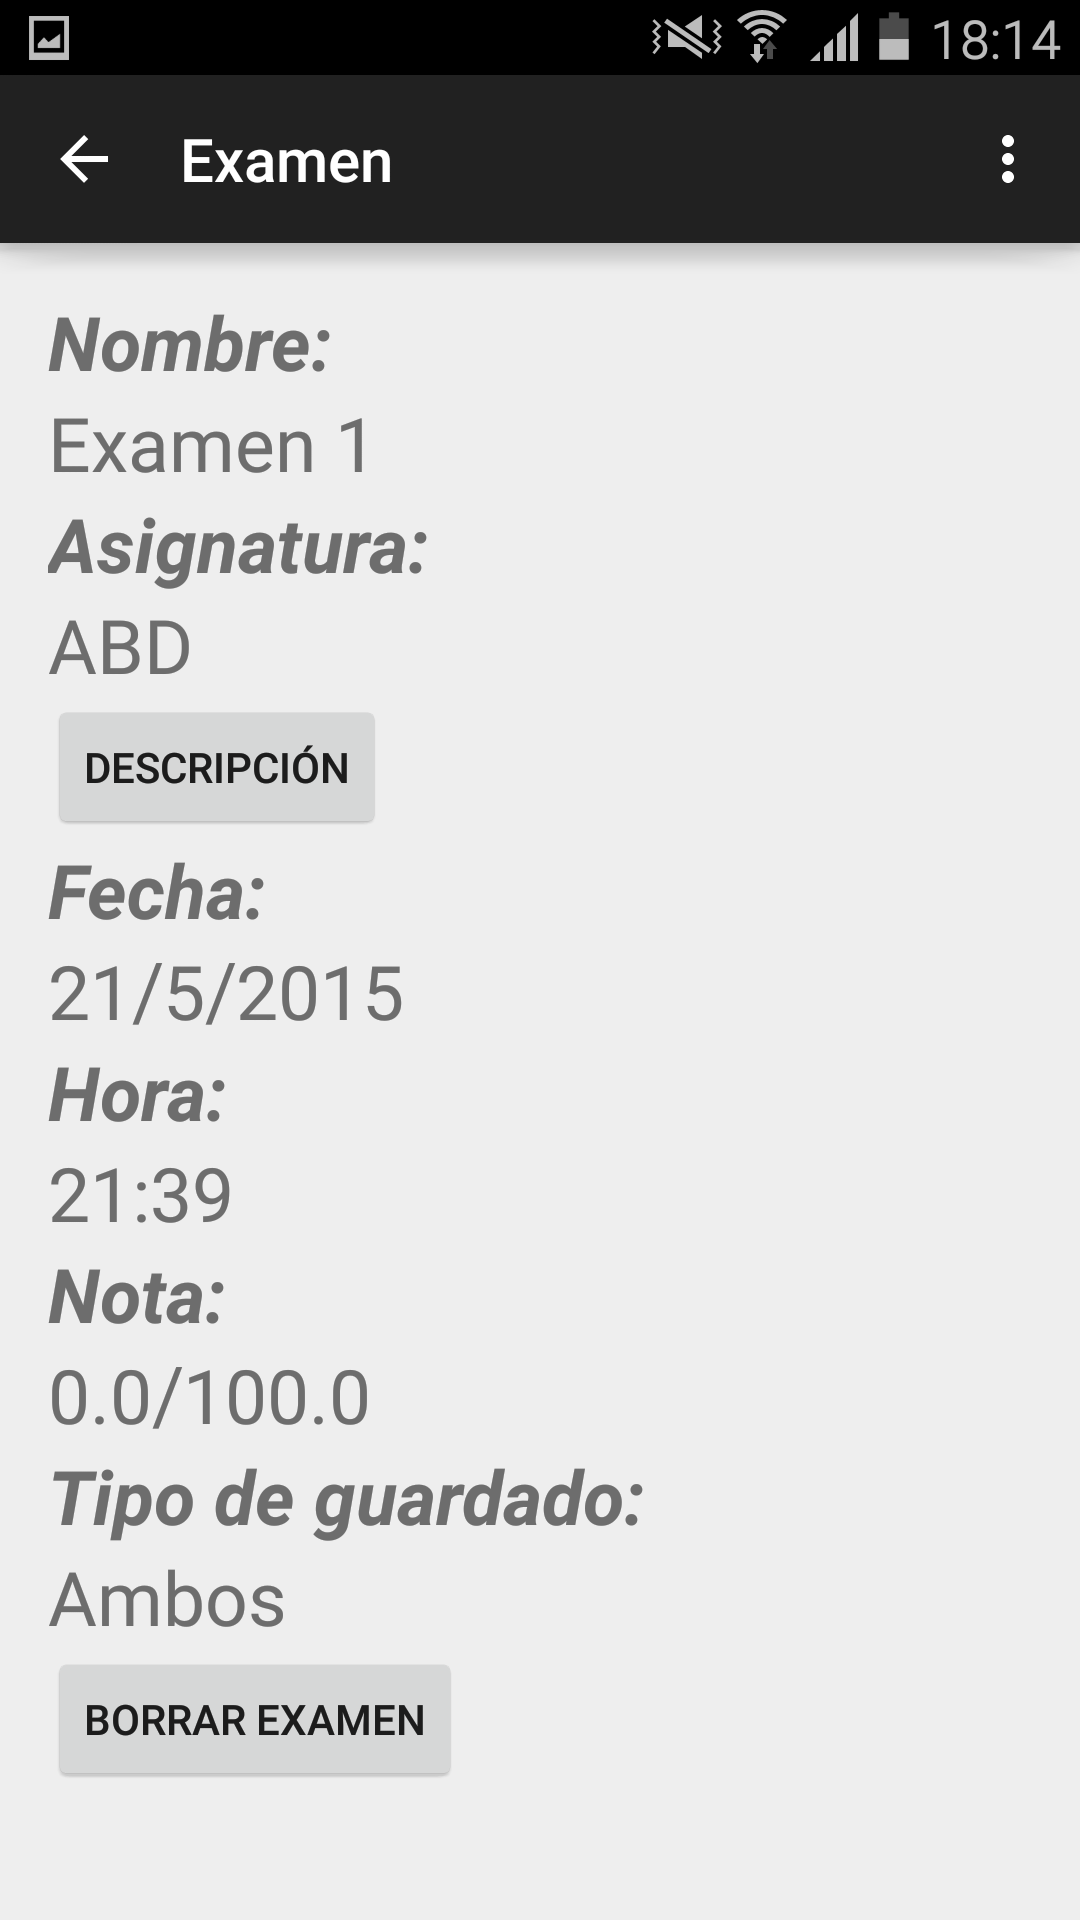 18:14
Examen
Nombre:
Examen 1
Asignatura:
ABD
DESCRIPCIÓN
Fecha:
21/5/2015
Hora:
21:39
Nota:
0.0/100.0
Tipo de guardado:
Ambos
BORRAR EXAMEN